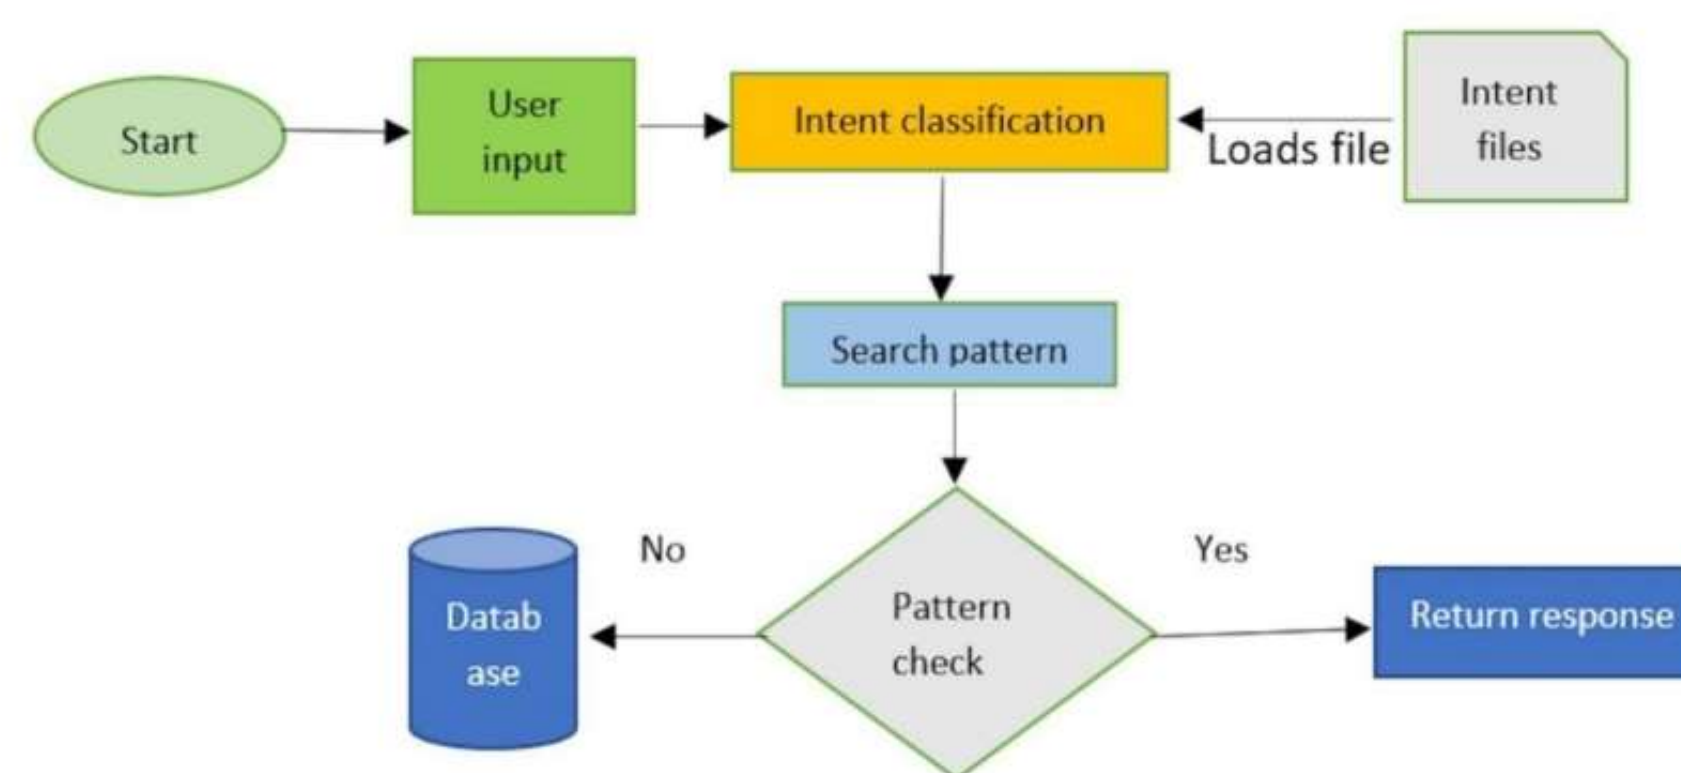 Start
User
input
Intent classification
Loads file
Intent
files
Search pattern
No
Yes
Datab
ase
Pattern
check
Return response